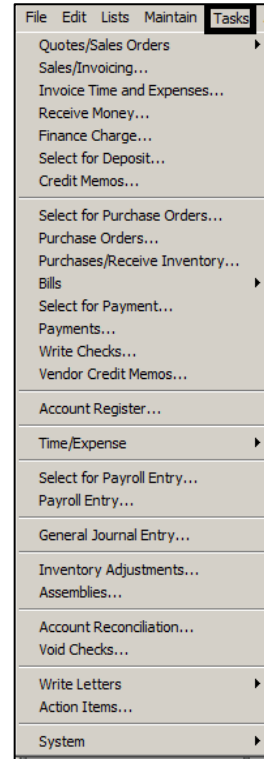 File Edit Lists Maintain Tasks
Quotes/Sales Orders
Sales/Invoicing...
Invoice Time and Expenses...
Receive Money...
Finance Charge...
Select for Deposit...
Credit Memos...
Select for Purchase Orders...
Purchase Orders...
Purchases/Receive Inventory...
Bills
Select for Payment...
Payments...
Write Checks...
Vendor Credit Memos...
Account Register...
Time/Expense
Select for Payroll Entry...
Payroll Entry...
General Journal Entry...
Inventory Adjustments...
Assemblies...
Account Reconciliation...
Void Checks...
Write Letters
Action Items...
System